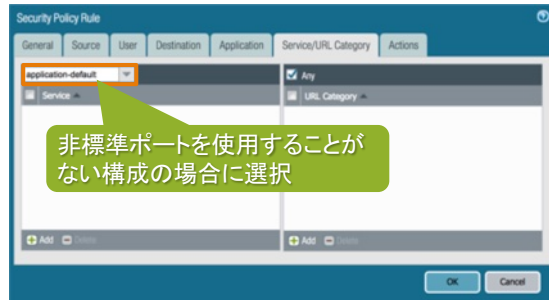 Security Policy Rule
General Source User Destination Application Service/URL Category Actions
application-default
Any
Service
URL Category
非標準ポートを使用することが
ない構成の場合に選択
Add Delete
Add Delete
OK Cancel